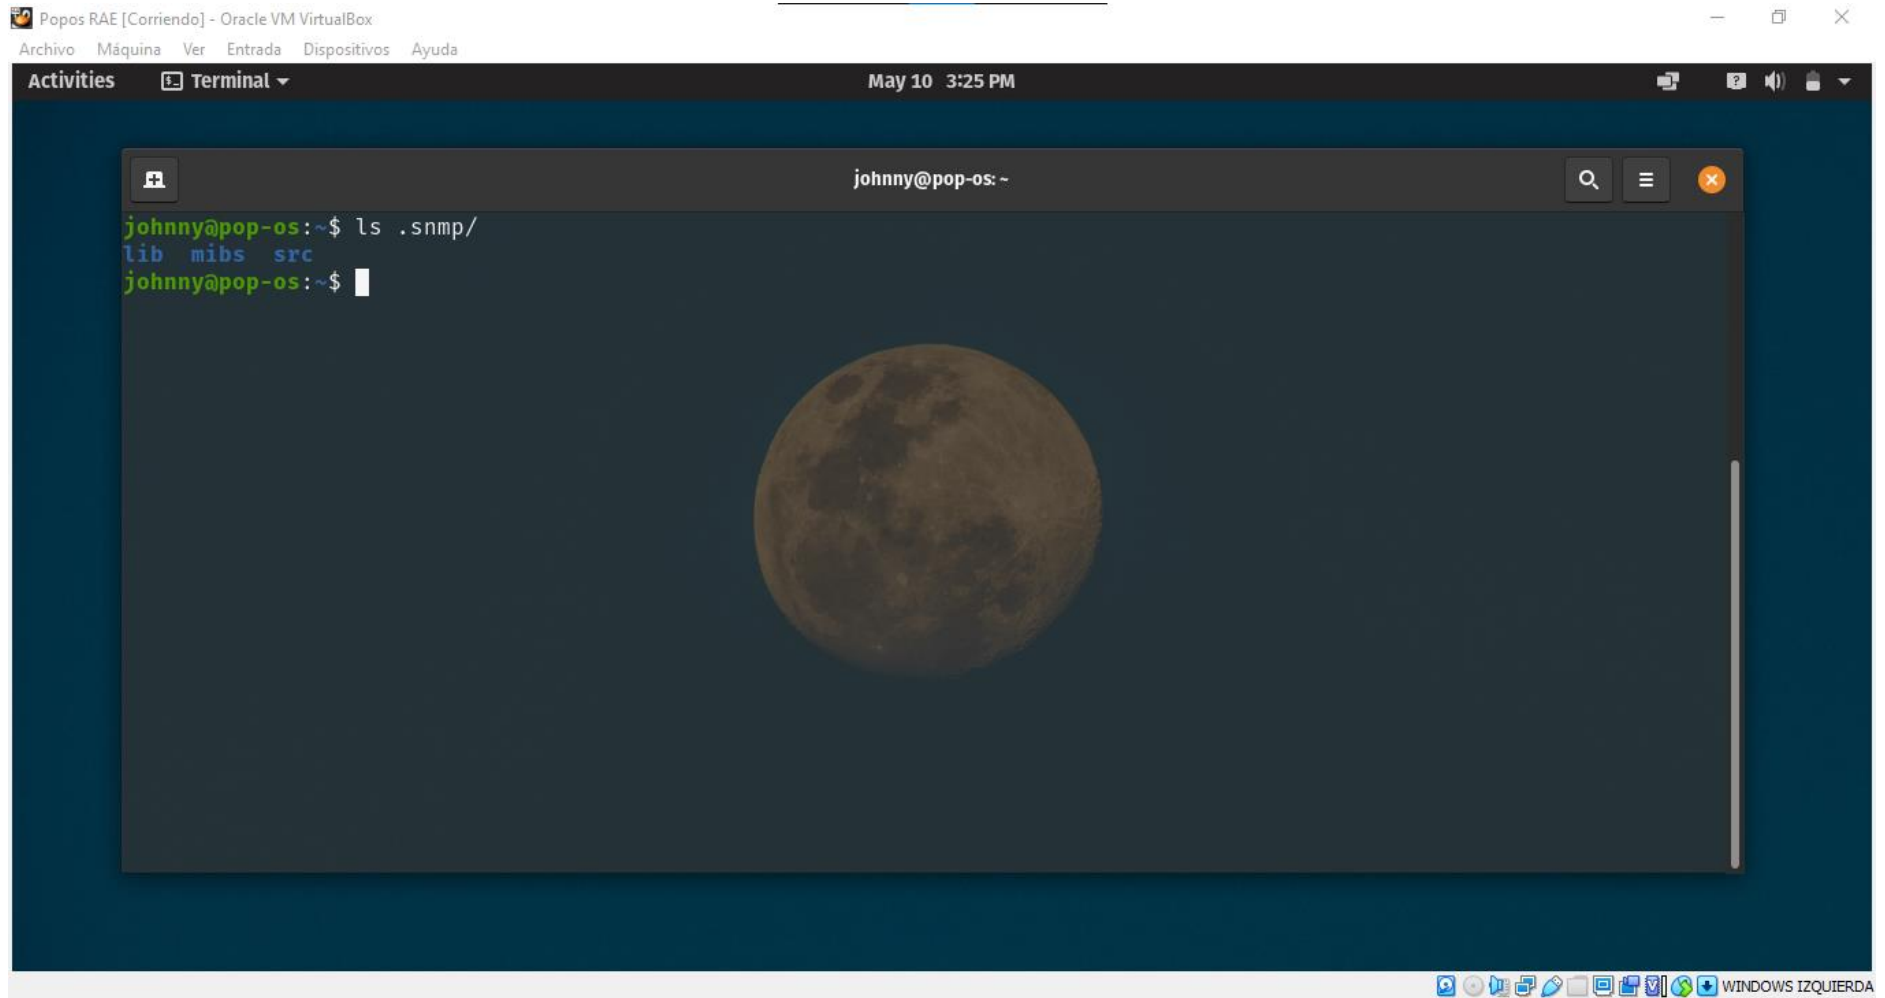 Popos RAE [Corriendo] - Oracle VM VirtualBox
Archivo Máquina Ver Entrada Dispositivos Ayuda
Activities Terminal May 10 3:25 PM
johnny@pop-os: ~
johnny@pop-os:~$ ls .snmp/
lib mibs src
johnny@pop-os:~$
WINDOWS IZQUIERDA